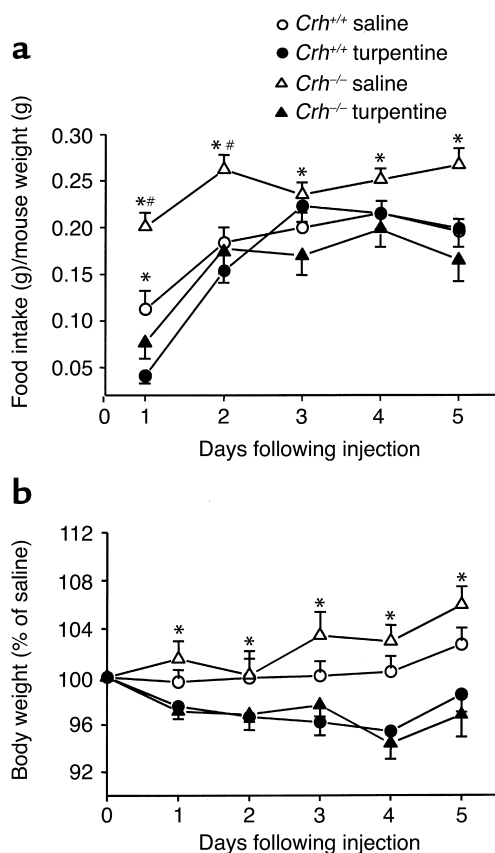 Crh+/+ saline
a
Crh+/+ turpentine
Crh–/– saline
Crh–/– turpentine
Food intake (g)/mouse weight (g)
0.30
0.25
0.20
0.15
0.10
0.05
*#
*
* #
*
*
*
0 1 2 3 4 5
Days following injection
b
Body weight (% of saline)
112
108
104
100
96
92
*
*
*
*
*
0 1 2 3 4 5
Days following injection